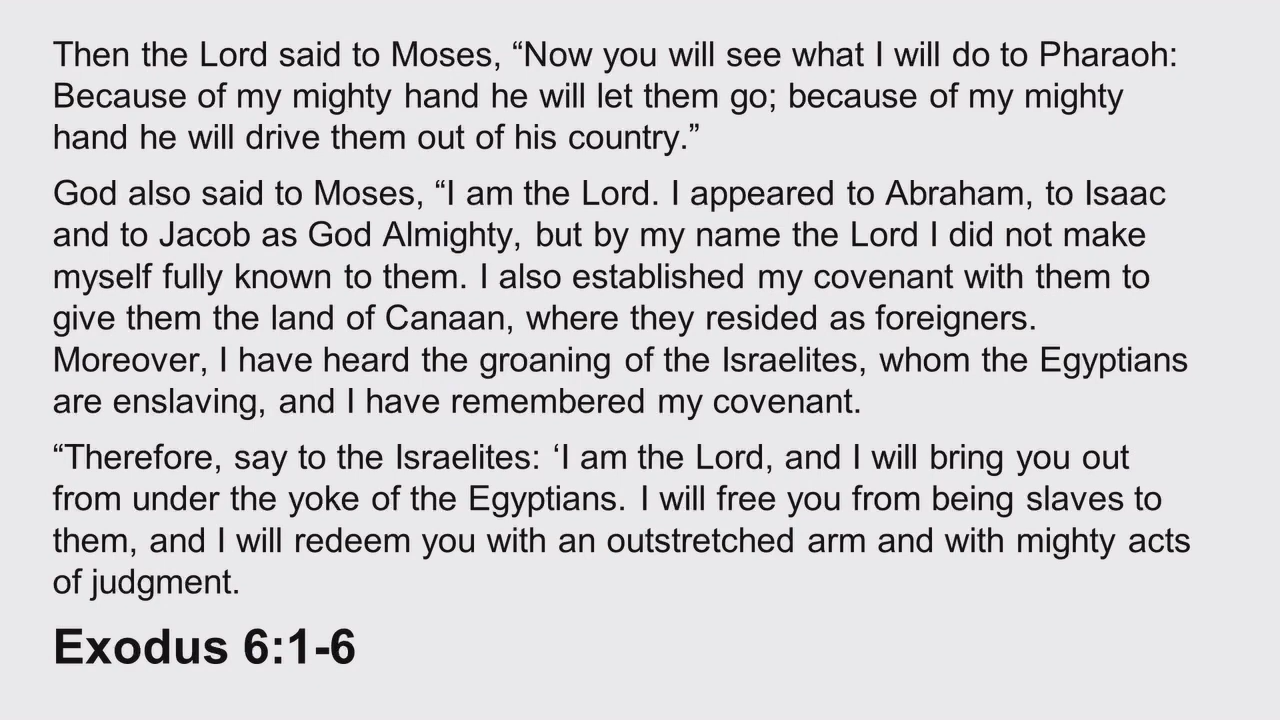 Then the Lord said to Moses, “Now you will see what I will do to Pharaoh:
Because of my mighty hand he will let them go; because of my mighty
hand he will drive them out of his country.”
God also said to Moses, “I am the Lord. I appeared to Abraham, to Isaac
and to Jacob as God Almighty, but by my name the Lord I did not make
myself fully known to them. I also established my covenant with them to
give them the land of Canaan, where they resided as foreigners.
Moreover, I have heard the groaning of the Israelites, whom the Egyptians
are enslaving, and I have remembered my covenant.
“Therefore, say to the Israelites: ‘I am the Lord, and I will bring you out
from under the yoke of the Egyptians. I will free you from being slaves to
them, and I will redeem you with an outstretched arm and with mighty acts
of judgment.
Exodus 6:1-6